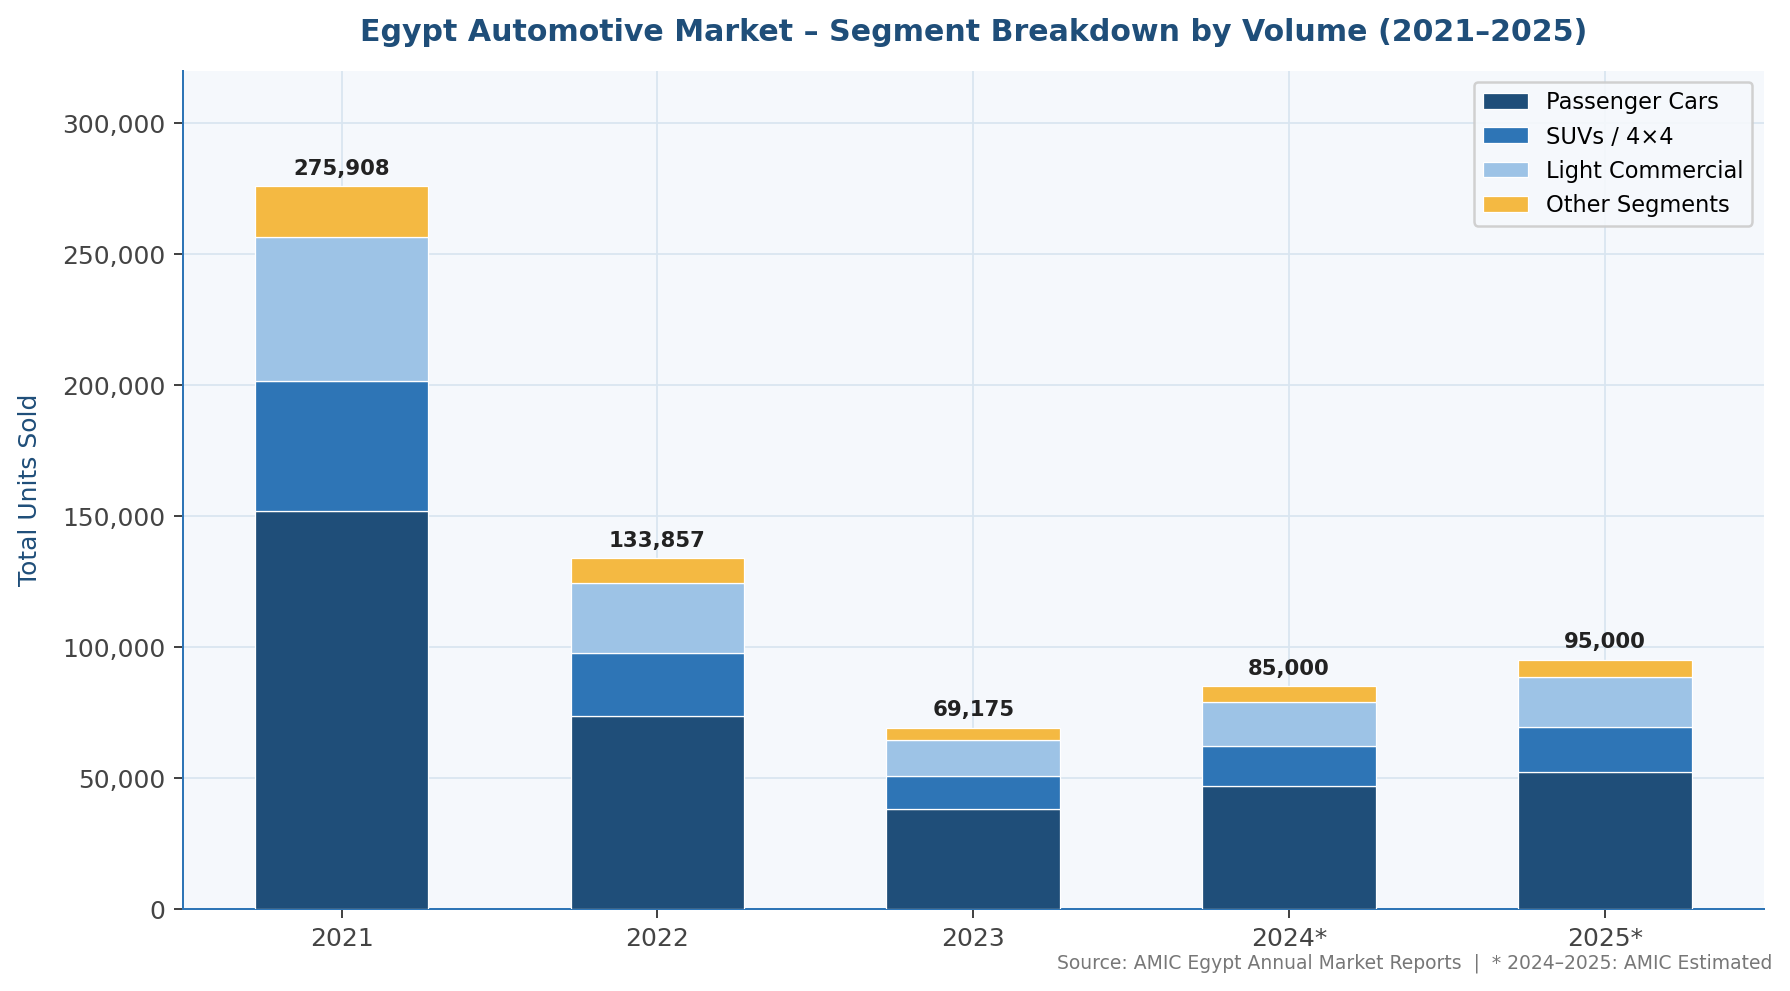 Egypt Automotive Market – Segment Breakdown by Volume (2021–2025)
Passenger Cars
SUVs / 4×4
Light Commercial
Other Segments
Total Units Sold
300,000
250,000
200,000
150,000
100,000
50,000
0
275,908
133,857
69,175
85,000
95,000
2021
2022
2023
2024*
2025*
Source: AMIC Egypt Annual Market Reports | * 2024–2025: AMIC Estimated